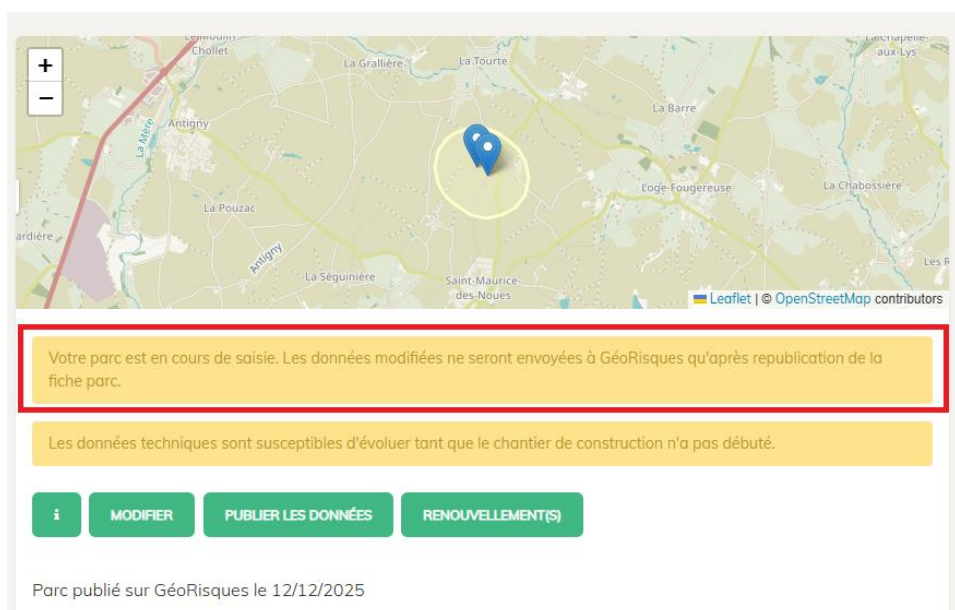 Chollet
La Grallière
La Tourte
aux-Lys
+
−
La Barre
Antigny
La Mère
Loge-Fougereuse
La Chabossière
La Pouzac
ardière
Antigny
Les R
La Séguinière
Saint-Maurice-
des-Noues
Leaflet | © OpenStreetMap contributors
Votre parc est en cours de saisie. Les données modifiées ne seront envoyées à GéoRisques qu'après republication de la
fiche parc.
Les données techniques sont susceptibles d'évoluer tant que le chantier de construction n'a pas débuté.
i MODIFIER PUBLIER LES DONNÉES RENOUVELLEMENT(S)
Parc publié sur GéoRisques le 12/12/2025